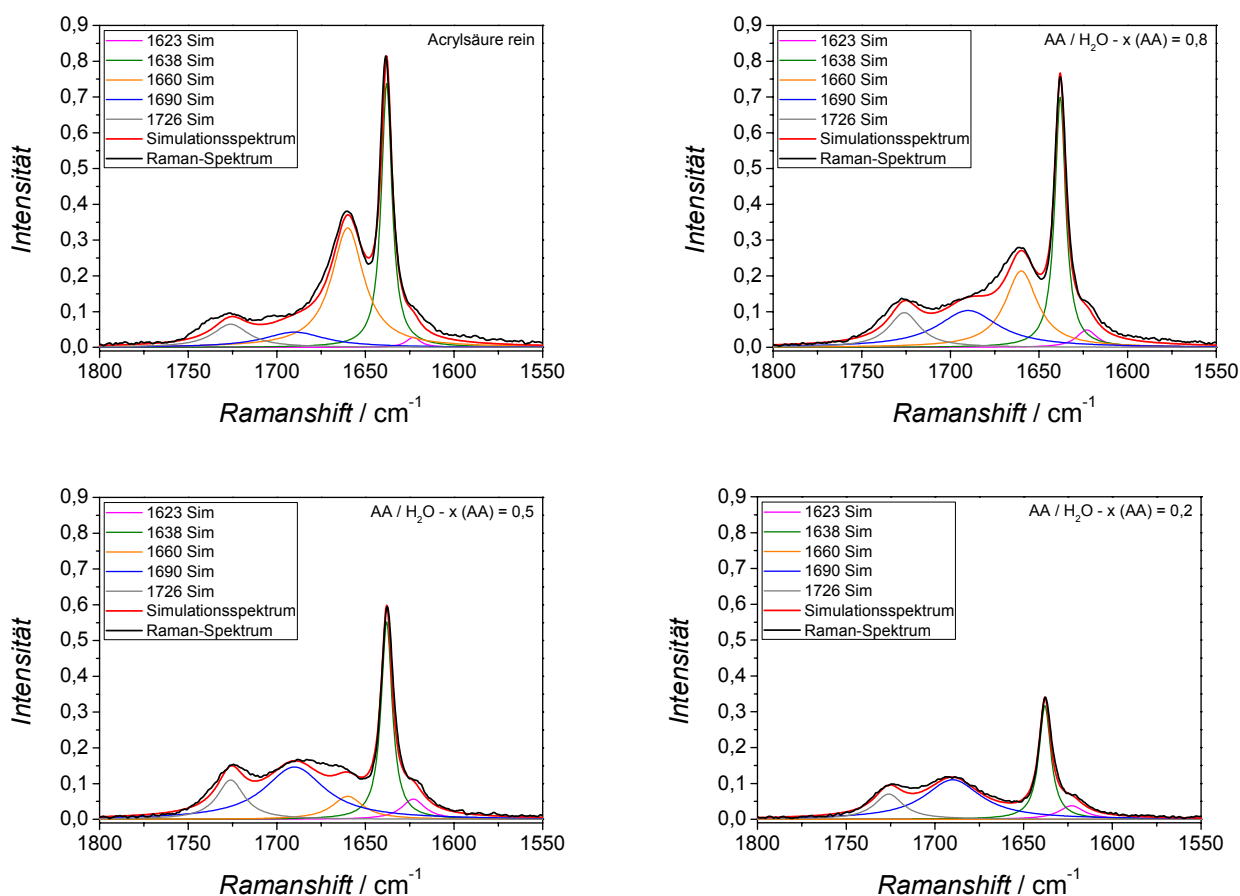 0,9
0,8
0,7
0,6
0,5
0,4
0,3
0,2
0,1
0,0
Intensität
1623 Sim
1638 Sim
1660 Sim
1690 Sim
1726 Sim
Simulationsspektrum
Raman-Spektrum
Acrylsäure rein
1800 1750 1700 1650 1600 1550
Ramanshift / cm⁻¹
0,9
0,8
0,7
0,6
0,5
0,4
0,3
0,2
0,1
0,0
Intensität
1623 Sim
1638 Sim
1660 Sim
1690 Sim
1726 Sim
Simulationsspektrum
Raman-Spektrum
AA / H₂O - x (AA) = 0,8
1800 1750 1700 1650 1600 1550
Ramanshift / cm⁻¹
0,9
0,8
0,7
0,6
0,5
0,4
0,3
0,2
0,1
0,0
Intensität
1623 Sim
1638 Sim
1660 Sim
1690 Sim
1726 Sim
Simulationsspektrum
Raman-Spektrum
AA / H₂O - x (AA) = 0,5
1800 1750 1700 1650 1600 1550
Ramanshift / cm⁻¹
0,9
0,8
0,7
0,6
0,5
0,4
0,3
0,2
0,1
0,0
Intensität
1623 Sim
1638 Sim
1660 Sim
1690 Sim
1726 Sim
Simulationsspektrum
Raman-Spektrum
AA / H₂O - x (AA) = 0,2
1800 1750 1700 1650 1600 1550
Ramanshift / cm⁻¹